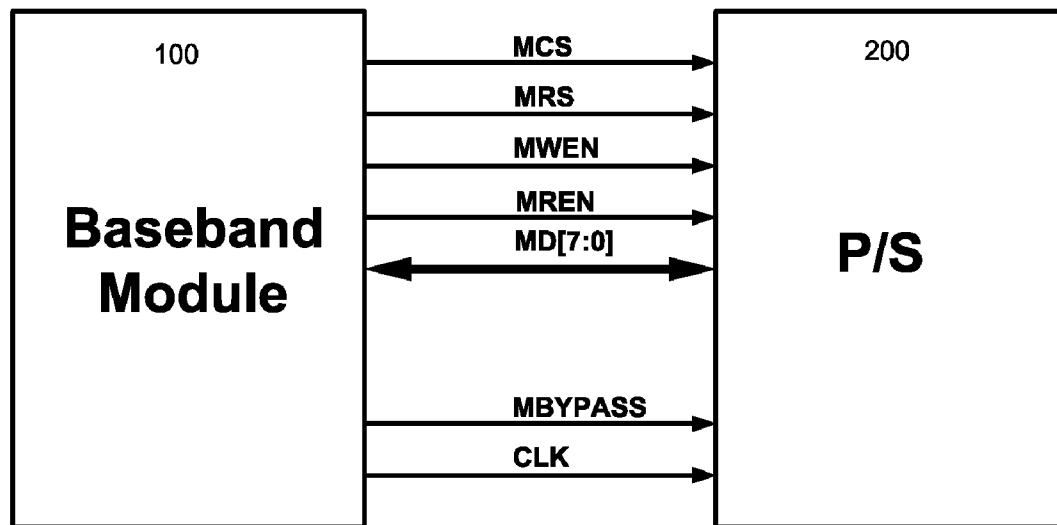 100
Baseband
Module
MCS
MRS
MWEN
MREN
MD[7:0]
MBYPASS
CLK
200
P/S